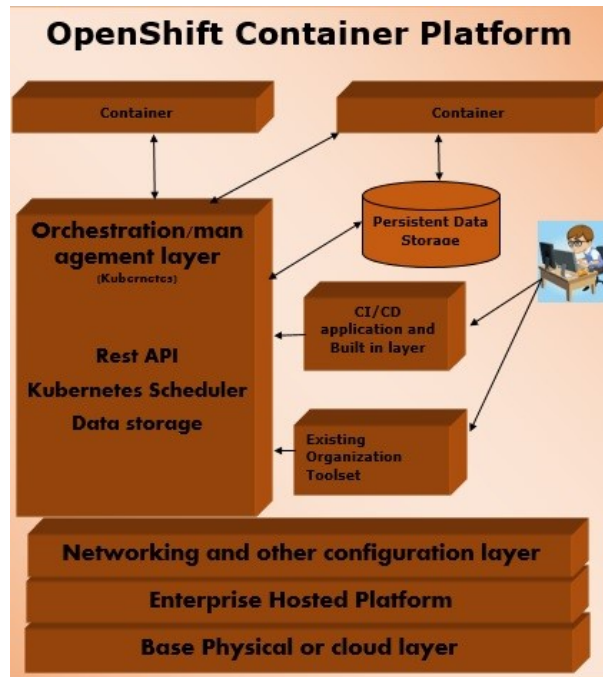 OpenShift Container Platform
Container
Container
Orchestration/man
agement layer
(Kubernetes)
Rest API
Kubernetes Scheduler
Data storage
Persistent Data
Storage
CI/CD
application and
Built in layer
Existing
Organization
Toolset
Networking and other configuration layer
Enterprise Hosted Platform
Base Physical or cloud layer